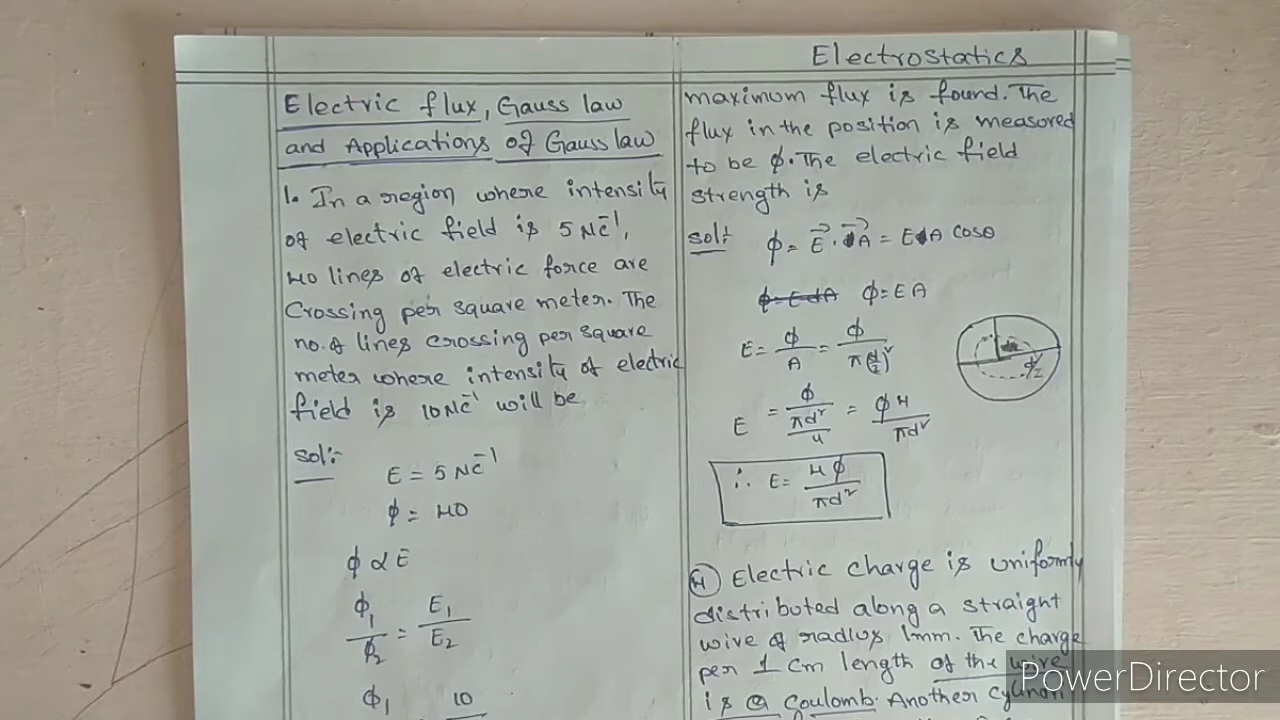 Electrostatics
Electric flux, Gauss law
and Applications of Gauss law
1. In a region where intensity
of electric field is 5 NC⁻¹,
40 lines of electric force are
Crossing per square meter. The
no. of lines crossing per square
meter where intensity of electric
field is 10 NC⁻¹ will be
Sol:-
E = 5 NC⁻¹
ϕ = 40
ϕ ∝ E
ϕ₁/ϕ₂ = E₁/E₂
ϕ₁ 10
maximum flux is found. The
flux in the position is measured
to be ϕ. The electric field
strength is
Sol:-
ϕ = E⃗ . dA⃗ = EdA cosθ
ϕ = EdA ϕ = EA
E = ϕ/A = ϕ/π(d/2)²
d/2
E = ϕ/(πd²/4) = ϕ4/πd²
∴ E = 4ϕ/πd²
4 Electric charge is uniformly
distributed along a straight
wire of radius 1mm. The charge
per 1 cm length of the wire
is Q Coulomb. Another
PowerDirector